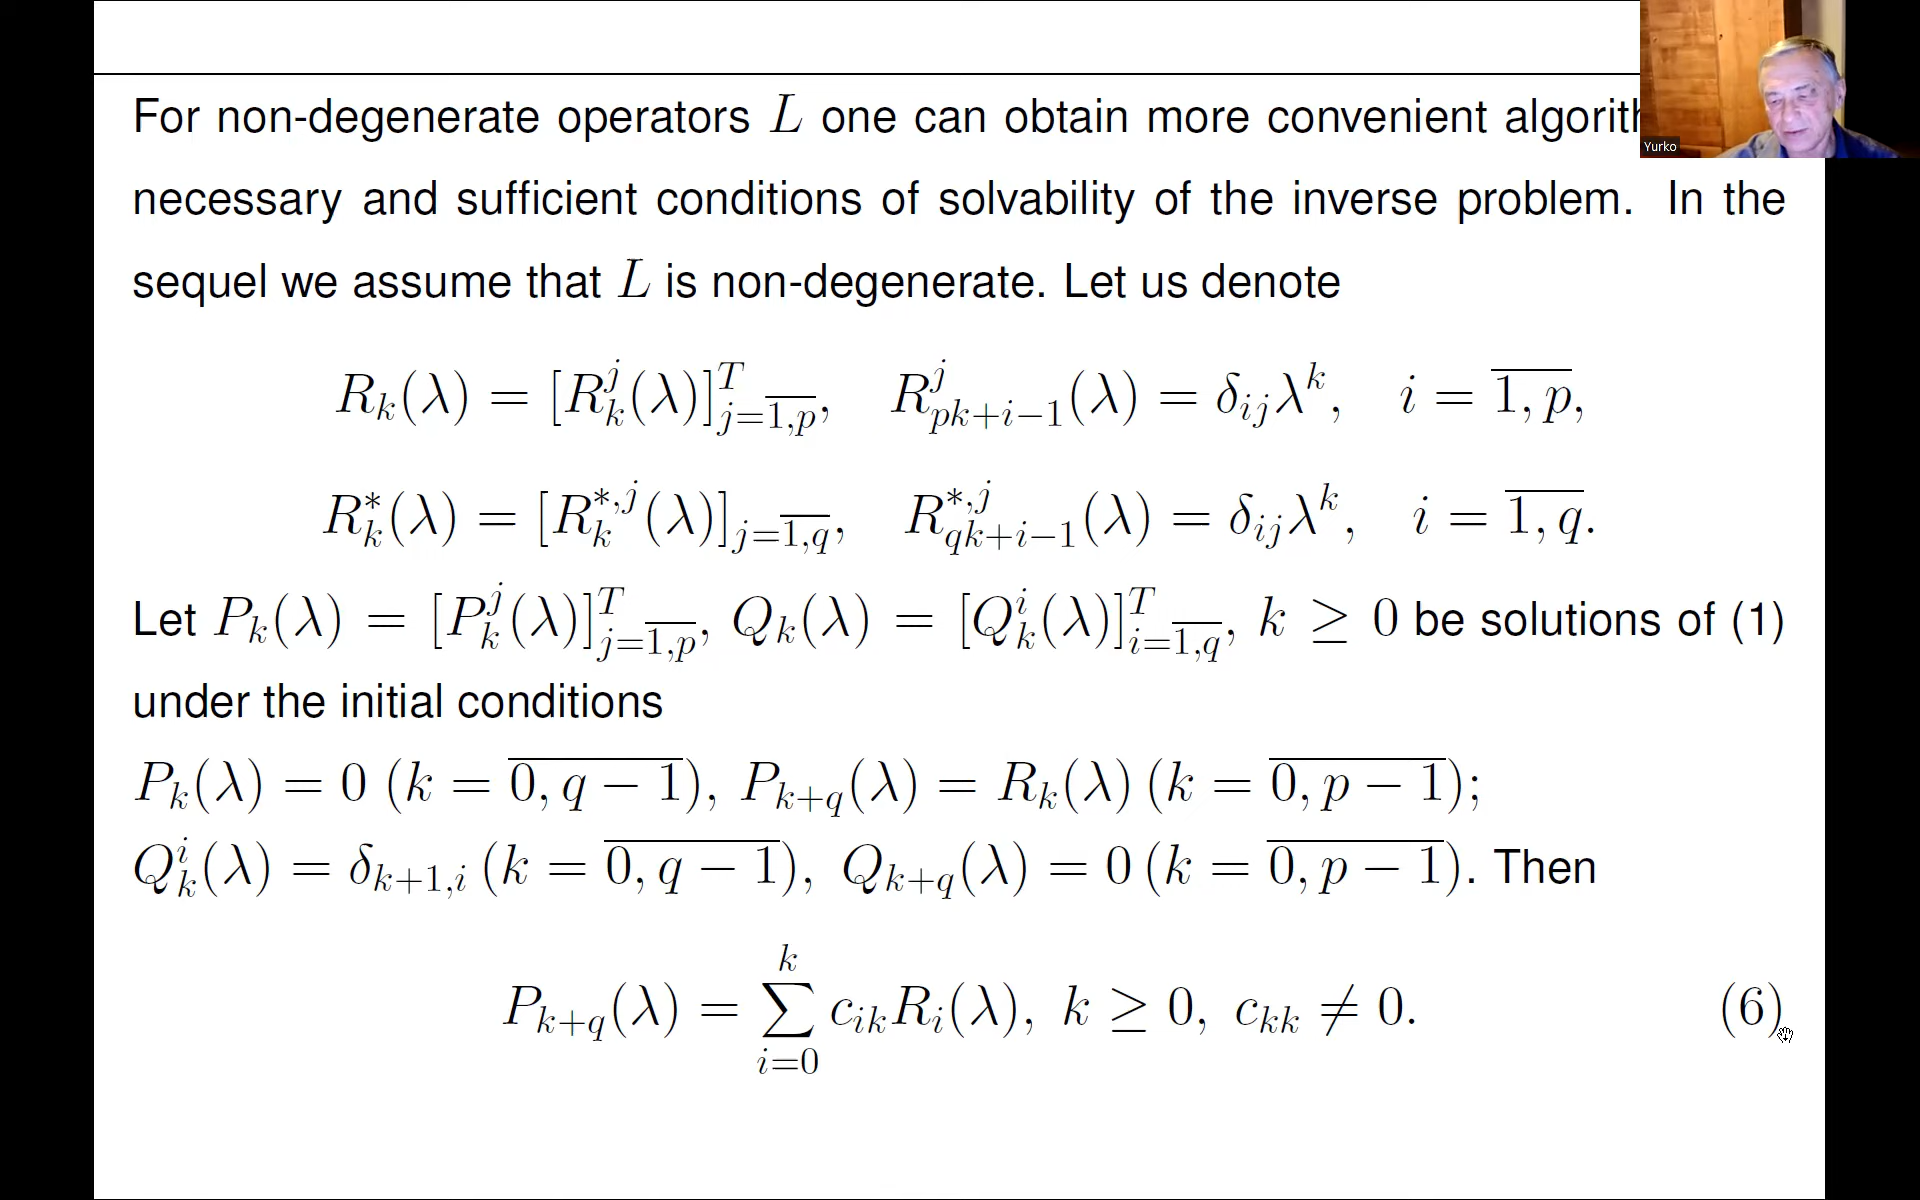 For non-degenerate operators L one can obtain more convenient
necessary and sufficient conditions of solvability of the inverse problem. In the
sequel we assume that L is non-degenerate. Let us denote
R_k(λ) = [R_k^j(λ)]^T_{j=\overline{1,p}}, R^j_{pk+i−1}(λ) = δ_{ij}λ^k, i = \overline{1,p},
R^*_k(λ) = [R_k^{*,j}(λ)]_{j=\overline{1,q}}, R^{*,j}_{qk+i−1}(λ) = δ_{ij}λ^k, i = \overline{1,q}.
Let P_k(λ) = [P_k^j(λ)]^T_{j=\overline{1,p}}, Q_k(λ) = [Q_k^i(λ)]^T_{i=\overline{1,q}}, k ≥ 0 be solutions of (1)
under the initial conditions
P_k(λ) = 0 (k = \overline{0,q−1}), P_{k+q}(λ) = R_k(λ) (k = \overline{0,p−1});
Q_k^i(λ) = δ_{k+1,i} (k = \overline{0,q−1}), Q_{k+q}(λ) = 0 (k = \overline{0,p−1}). Then
P_{k+q}(λ) = \sum_{i=0}^{k} c_{ik}R_i(λ), k ≥ 0, c_{kk} ≠ 0. (6)
Yurko